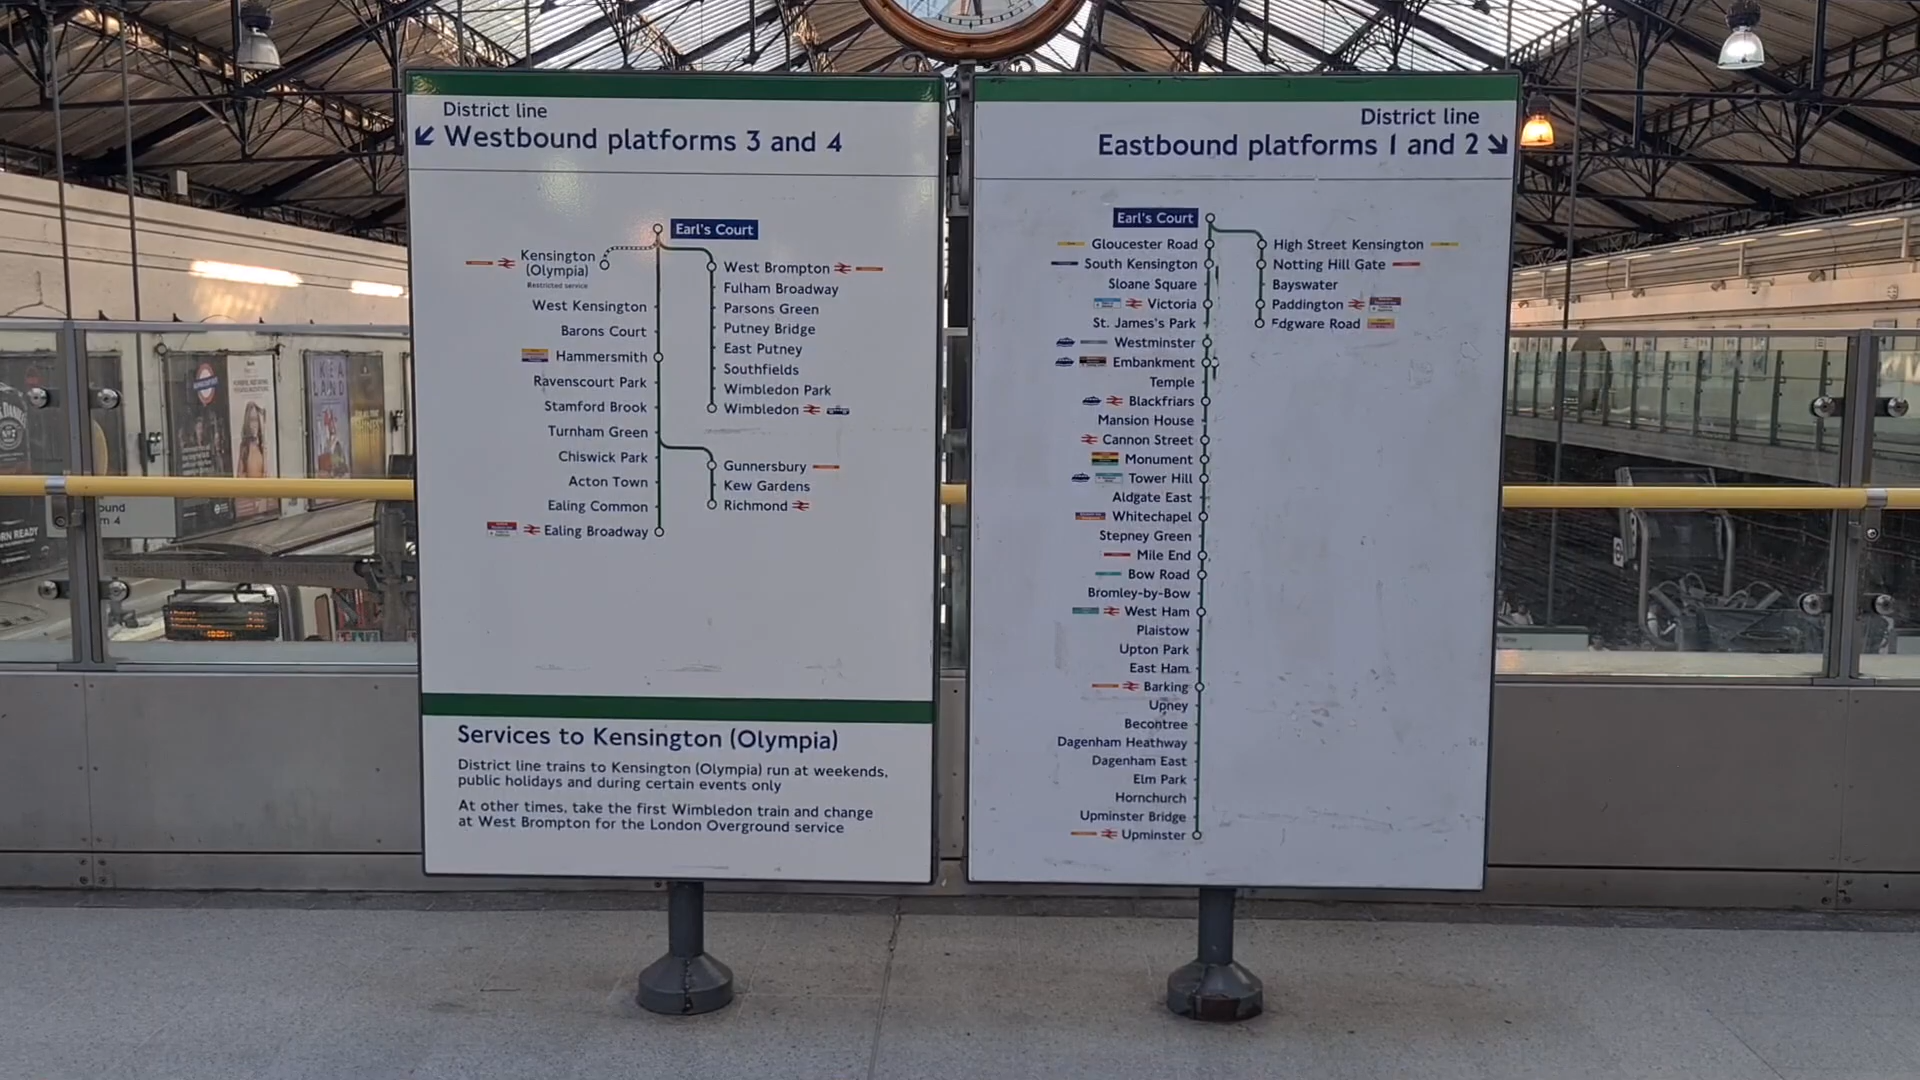 District line
Westbound platforms 3 and 4
Earl's Court
Kensington
(Olympia)
Restricted service
West Kensington
Barons Court
Hammersmith
Ravenscourt Park
Stamford Brook
Turnham Green
Chiswick Park
Acton Town
Ealing Common
Ealing Broadway
West Brompton
Fulham Broadway
Parsons Green
Putney Bridge
East Putney
Southfields
Wimbledon Park
Wimbledon
Gunnersbury
Kew Gardens
Richmond
Services to Kensington (Olympia)
District line trains to Kensington (Olympia) run at weekends,
public holidays and during certain events only
At other times, take the first Wimbledon train and change
at West Brompton for the London Overground service
District line
Eastbound platforms 1 and 2
Earl's Court
Gloucester Road
South Kensington
Sloane Square
Victoria
St. James's Park
Westminster
Embankment
Temple
Blackfriars
Mansion House
Cannon Street
Monument
Tower Hill
Aldgate East
Whitechapel
Stepney Green
Mile End
Bow Road
Bromley-by-Bow
West Ham
Plaistow
Upton Park
East Ham
Barking
Upney
Becontree
Dagenham Heathway
Dagenham East
Elm Park
Hornchurch
Upminster Bridge
Upminster
High Street Kensington
Notting Hill Gate
Bayswater
Paddington
Edgware Road